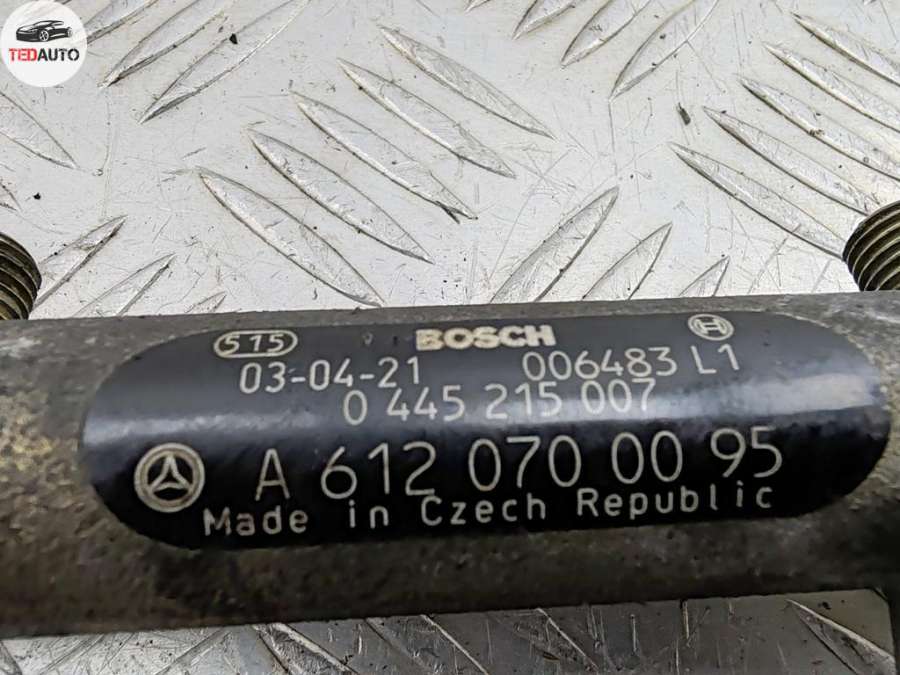 TEDAUTO
515 BOSCH
03-04-21 006483 L1
0 445 215 007
A 612 070 00 95
Made in Czech Republic